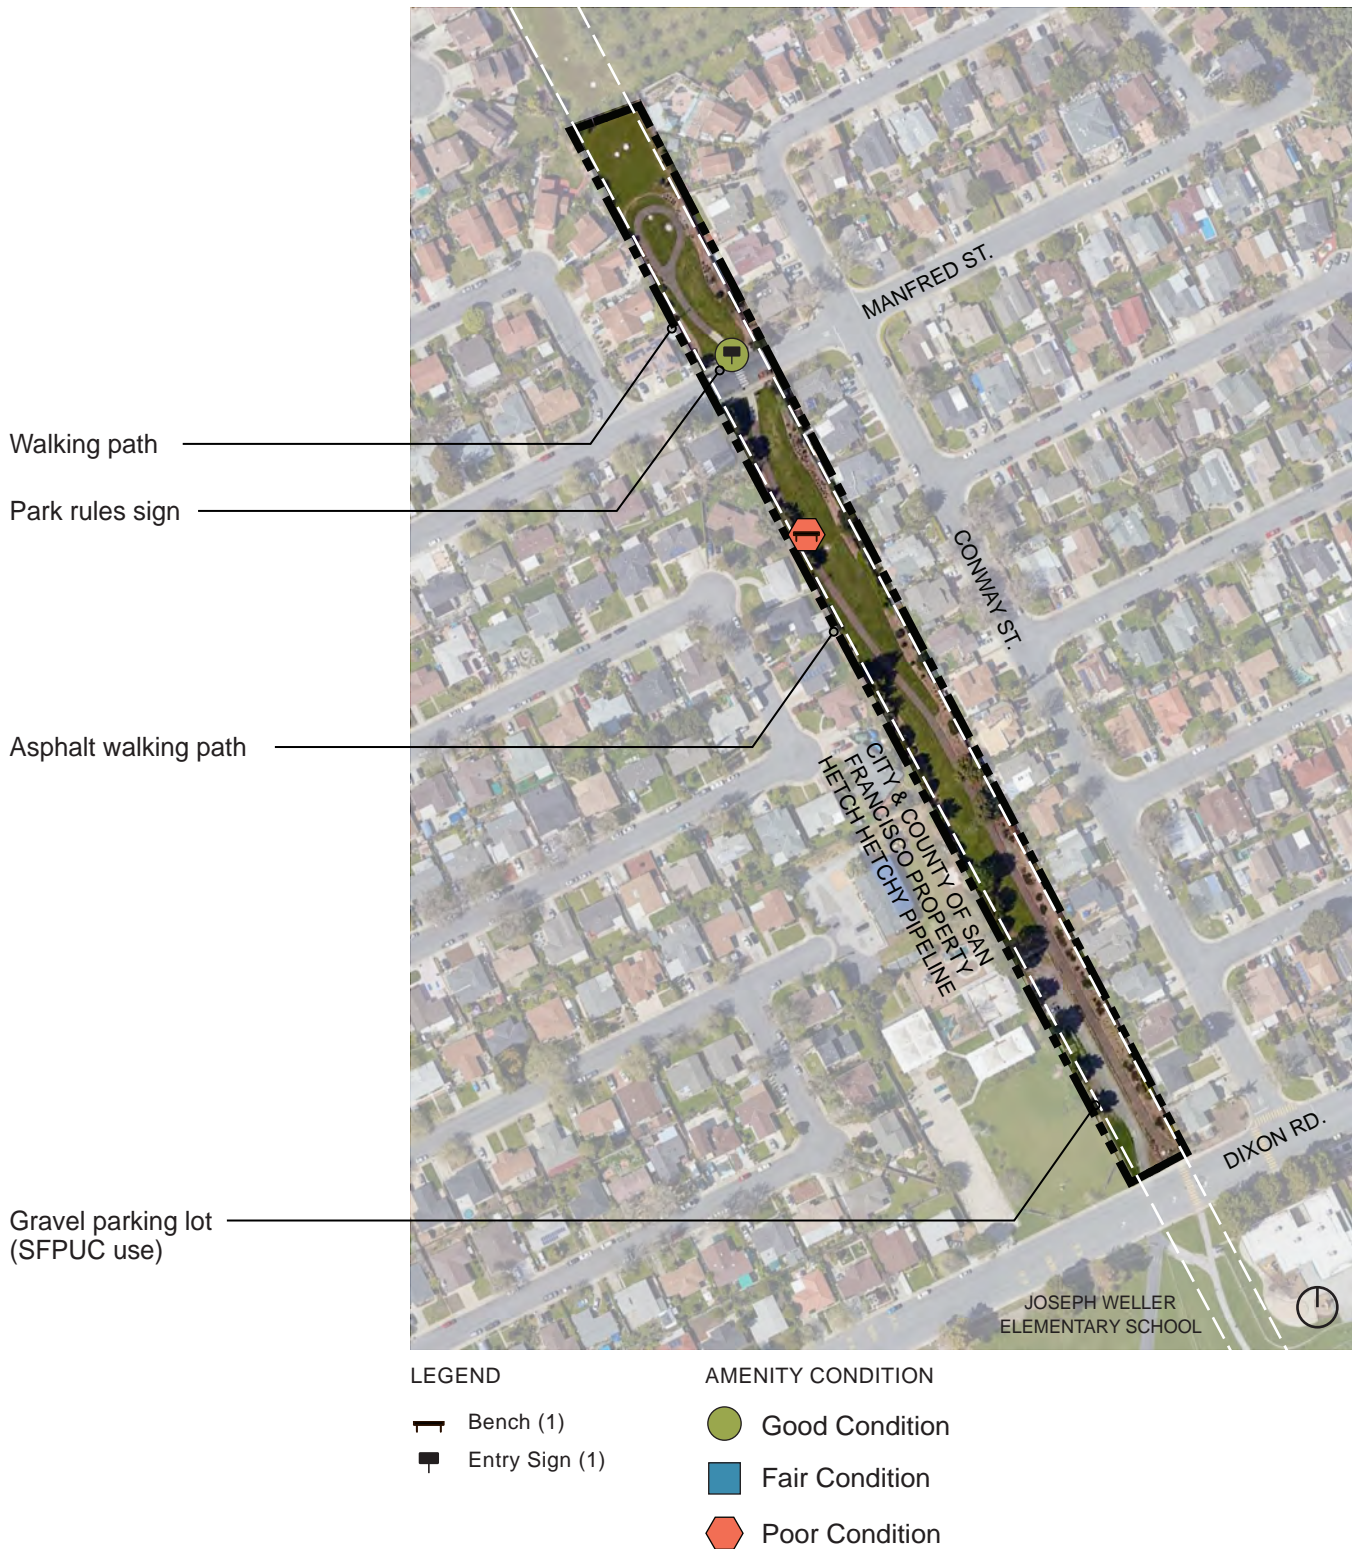 MANFRED ST.
Walking path
Park rules sign
CONWAY ST.
Asphalt walking path
CITY & COUNTY OF SAN
FRANCISCO PROPERTY
HETCH HETCHY PIPELINE
DIXON RD.
Gravel parking lot
(SFPUC use)
JOSEPH WELLER
ELEMENTARY SCHOOL
LEGEND
Bench (1)
Entry Sign (1)
AMENITY CONDITION
Good Condition
Fair Condition
Poor Condition